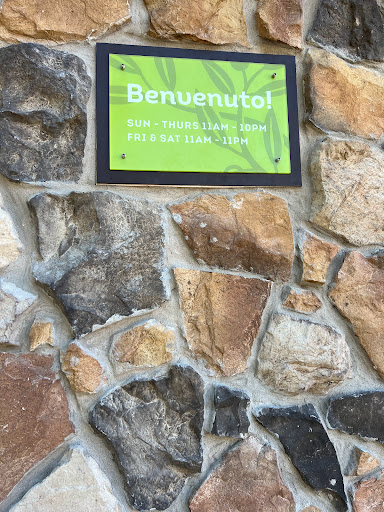 Benvenuto!
SUN - THURS 11AM - 10PM
FRI & SAT 11AM - 11PM